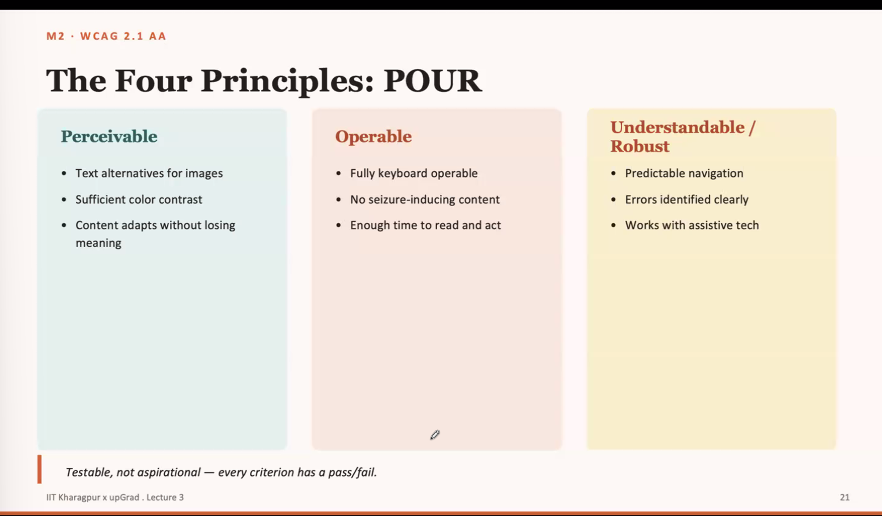 M2 · WCAG 2.1 AA
The Four Principles: POUR
Perceivable
• Text alternatives for images
• Sufficient color contrast
• Content adapts without losing
meaning
Operable
• Fully keyboard operable
• No seizure-inducing content
• Enough time to read and act
Understandable /
Robust
• Predictable navigation
• Errors identified clearly
• Works with assistive tech
Testable, not aspirational — every criterion has a pass/fail.
IIT Kharagpur x upGrad . Lecture 3
21